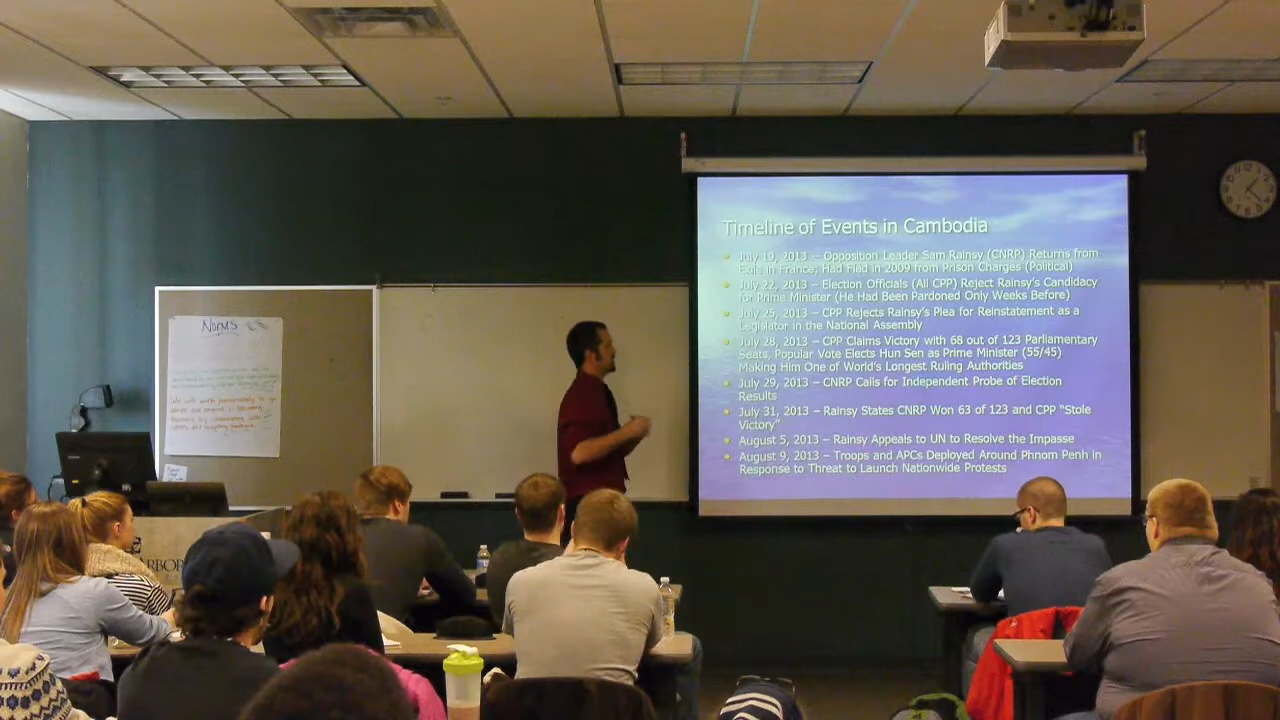 Timeline of Events in Cambodia
July 19, 2013 – Opposition Leader Sam Rainsy (CNRP) Returns from
Exile in France; Had Fled in 2009 from Prison Charges (Political)
July 22, 2013 – Election Officials (All CPP) Reject Rainsy's Candidacy
for Prime Minister (He Had Been Pardoned Only Weeks Before)
July 25, 2013 – CPP Rejects Rainsy's Plea for Reinstatement as a
Legislator in the National Assembly
July 28, 2013 – CPP Claims Victory with 68 out of 123 Parliamentary
Seats, Popular Vote Elects Hun Sen as Prime Minister (55/45)
Making Him One of World's Longest Ruling Authorities
July 29, 2013 – CNRP Calls for Independent Probe of Election
Results
July 31, 2013 – Rainsy States CNRP Won 63 of 123 and CPP "Stole
Victory"
August 5, 2013 – Rainsy Appeals to UN to Resolve the Impasse
August 9, 2013 – Troops and APCs Deployed Around Phnom Penh in
Response to Threat to Launch Nationwide Protests
Norms
ARBOR